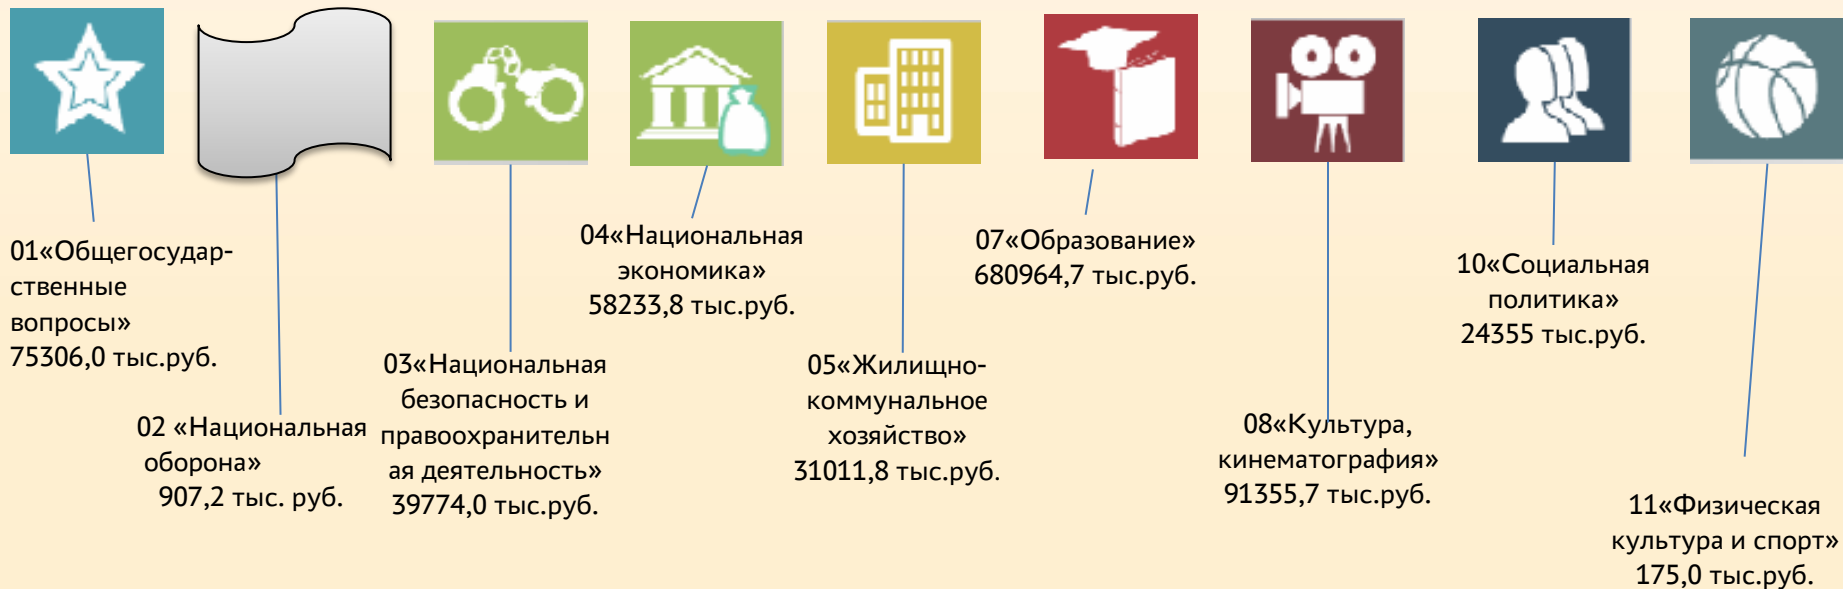 01«Общегосудар-
ственные
вопросы»
75306,0 тыс.руб.
02 «Национальная
оборона»
907,2 тыс. руб.
03«Национальная
безопасность и
правоохранительн
ая деятельность»
39774,0 тыс.руб.
04«Национальная
экономика»
58233,8 тыс.руб.
05«Жилищно-
коммунальное
хозяйство»
31011,8 тыс.руб.
07«Образование»
680964,7 тыс.руб.
08«Культура,
кинематография»
91355,7 тыс.руб.
10«Социальная
политика»
24355 тыс.руб.
11«Физическая
культура и спорт»
175,0 тыс.руб.